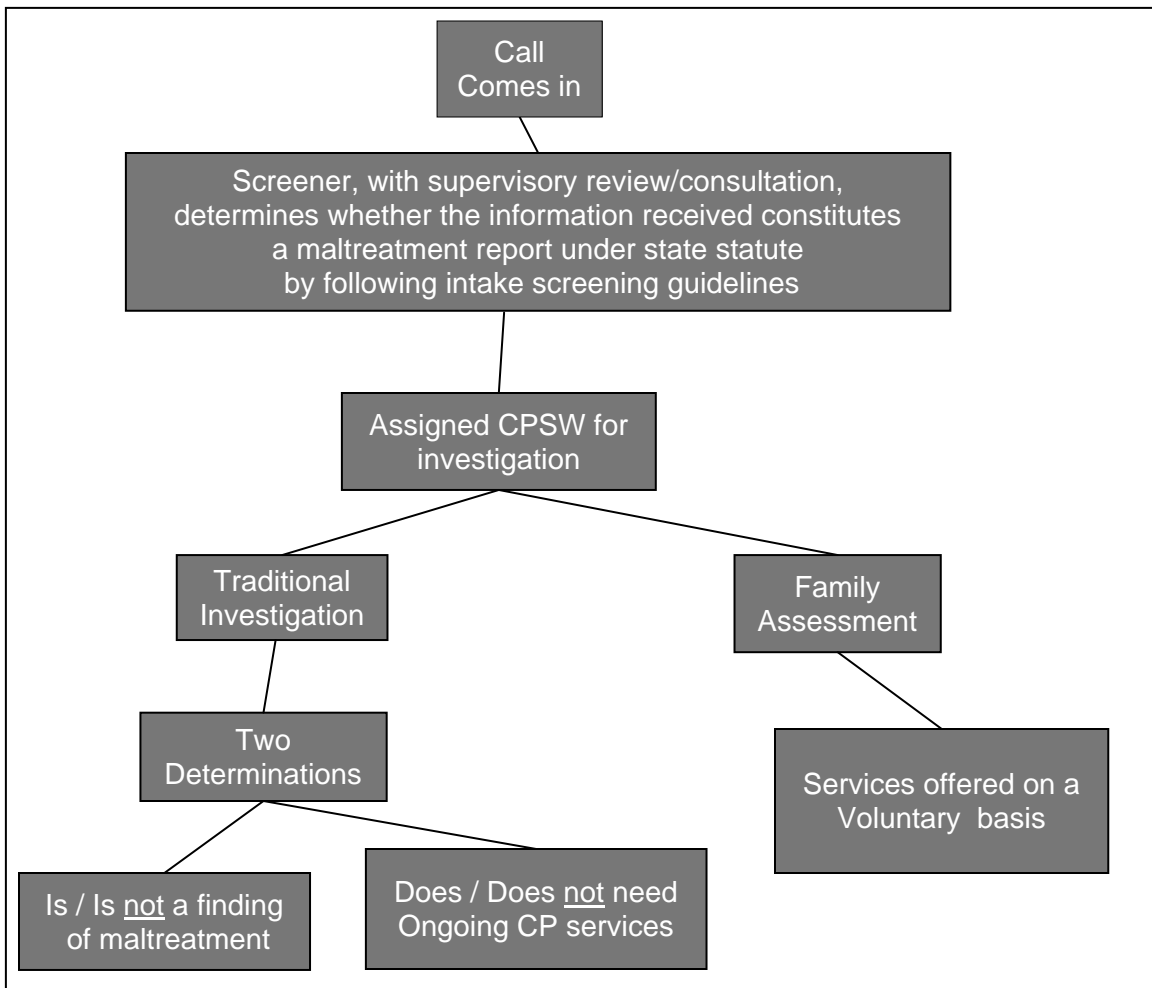 Call
Comes in
Screener, with supervisory review/consultation,
determines whether the information received constitutes
a maltreatment report under state statute
by following intake screening guidelines
Assigned CPSW for
investigation
Traditional
Investigation
Family
Assessment
Two
Determinations
Services offered on a
Voluntary basis
Is / Is not a finding
of maltreatment
Does / Does not need
Ongoing CP services